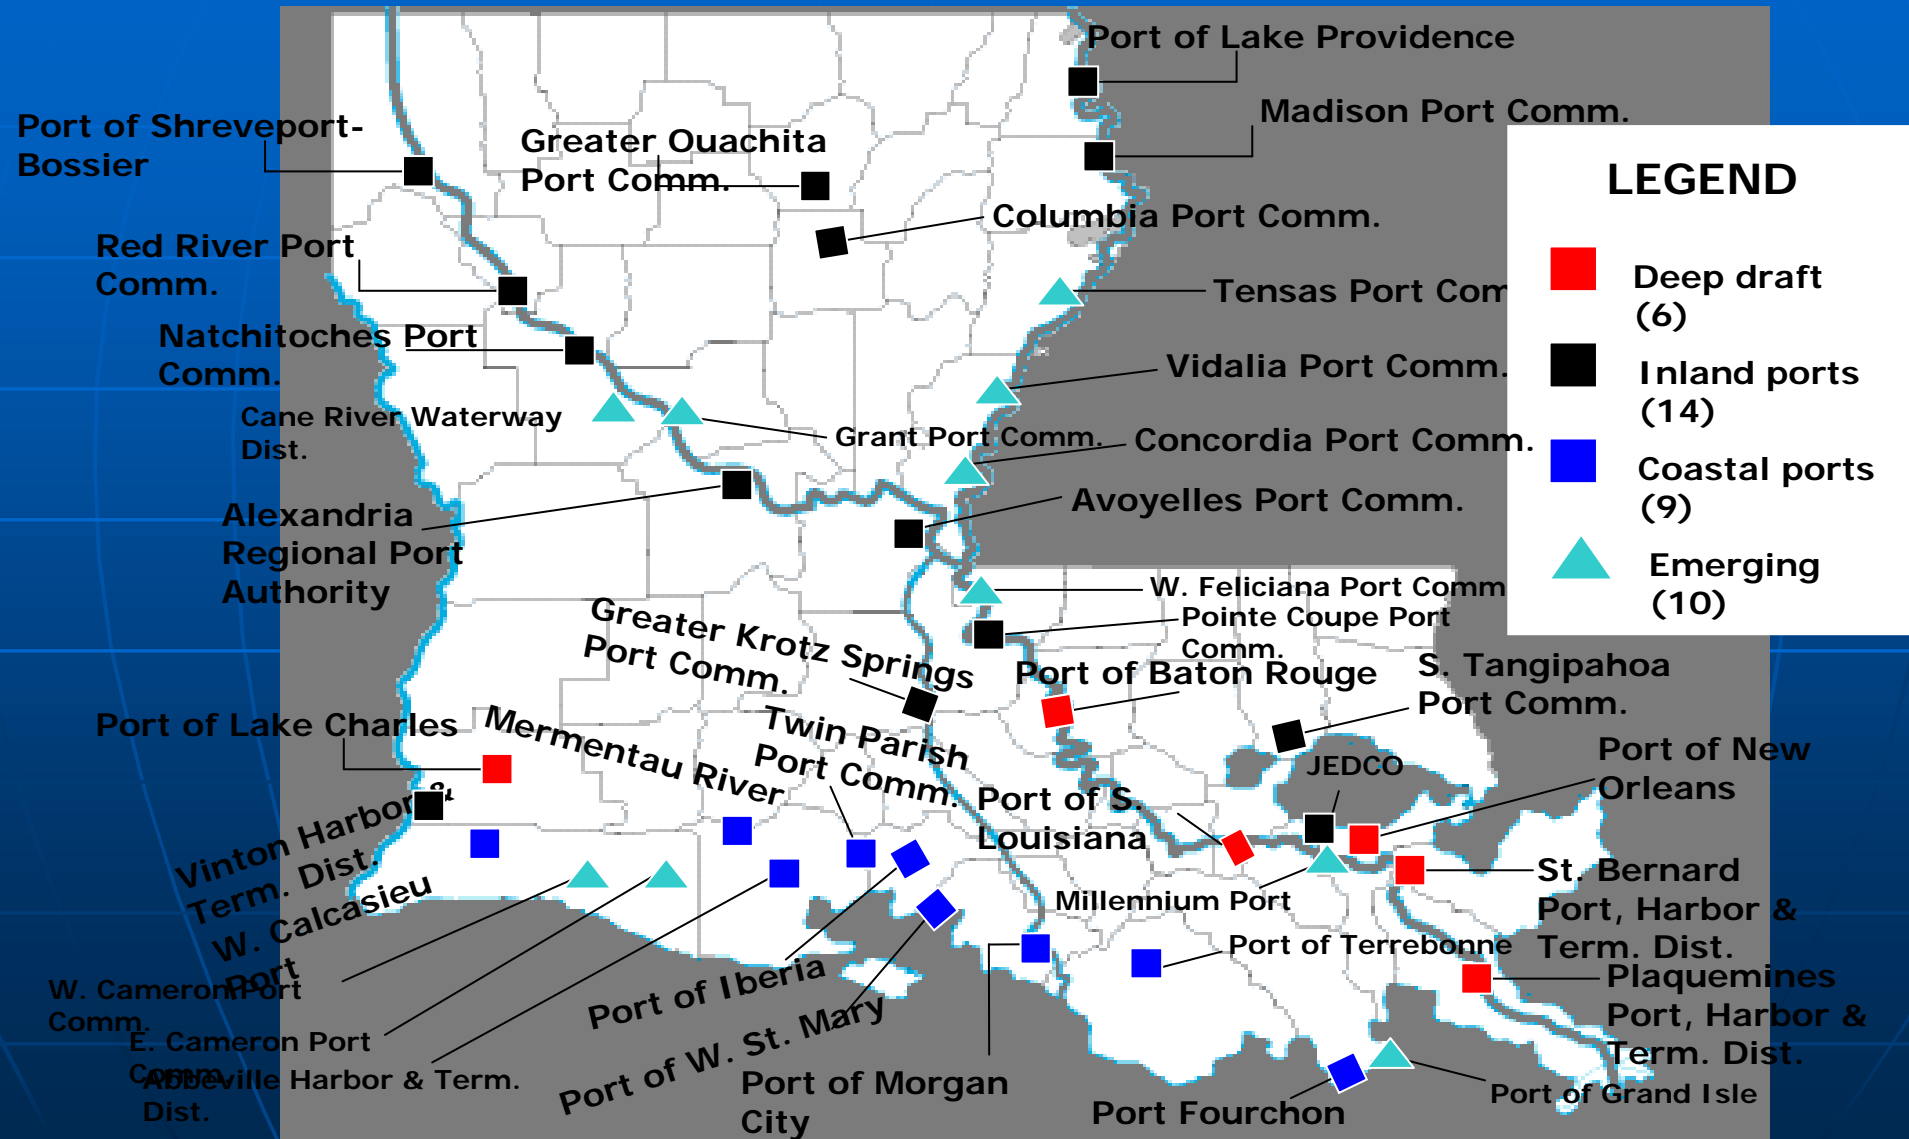 Port of Lake Providence
Madison Port Comm.
Port of Shreveport-
Bossier
Greater Ouachita
Port Comm.
LEGEND
Columbia Port Comm.
Red River Port
Comm.
Deep draft
(6)
Tensas Port Com
Natchitoches Port
Comm.
Vidalia Port Comm.
Inland ports
(14)
Cane River Waterway
Dist.
Grant Port Comm.
Concordia Port Comm.
Coastal ports
(9)
Avoyelles Port Comm.
Alexandria
Regional Port
Authority
Emerging
(10)
W. Feliciana Port Comm
Pointe Coupe Port
Comm.
Greater Krotz Springs
Port Comm.
Port of Baton Rouge
S. Tangipahoa
Port Comm.
Port of Lake Charles
Mermentau River
Twin Parish
Port Comm.
Port of New
Orleans
JEDCO
Port of S.
Louisiana
Vinton Harbor &
Term. Dist.
W. Calcasieu
Port
Millennium Port
St. Bernard
Port, Harbor &
Term. Dist.
Port of Terrebonne
Plaquemines
Port, Harbor &
Term. Dist.
W. Cameron Port
Comm.
Port of Iberia
E. Cameron Port
Comm.
Port of W. St. Mary
Abbeville Harbor & Term.
Dist.
Port of Morgan
City
Port Fourchon
Port of Grand Isle